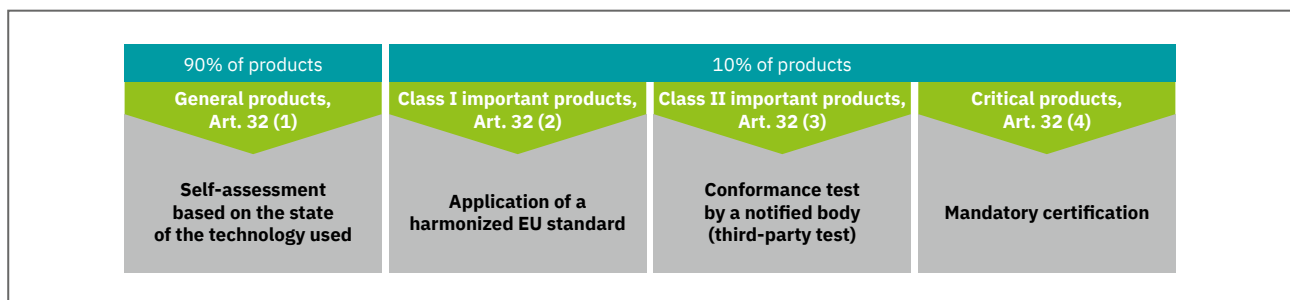 90% of products
10% of products
General products,
Art. 32 (1)
Class I important products,
Art. 32 (2)
Class II important products,
Art. 32 (3)
Critical products,
Art. 32 (4)
Self-assessment
based on the state
of the technology used
Application of a
harmonized EU standard
Conformance test
by a notified body
(third-party test)
Mandatory certification